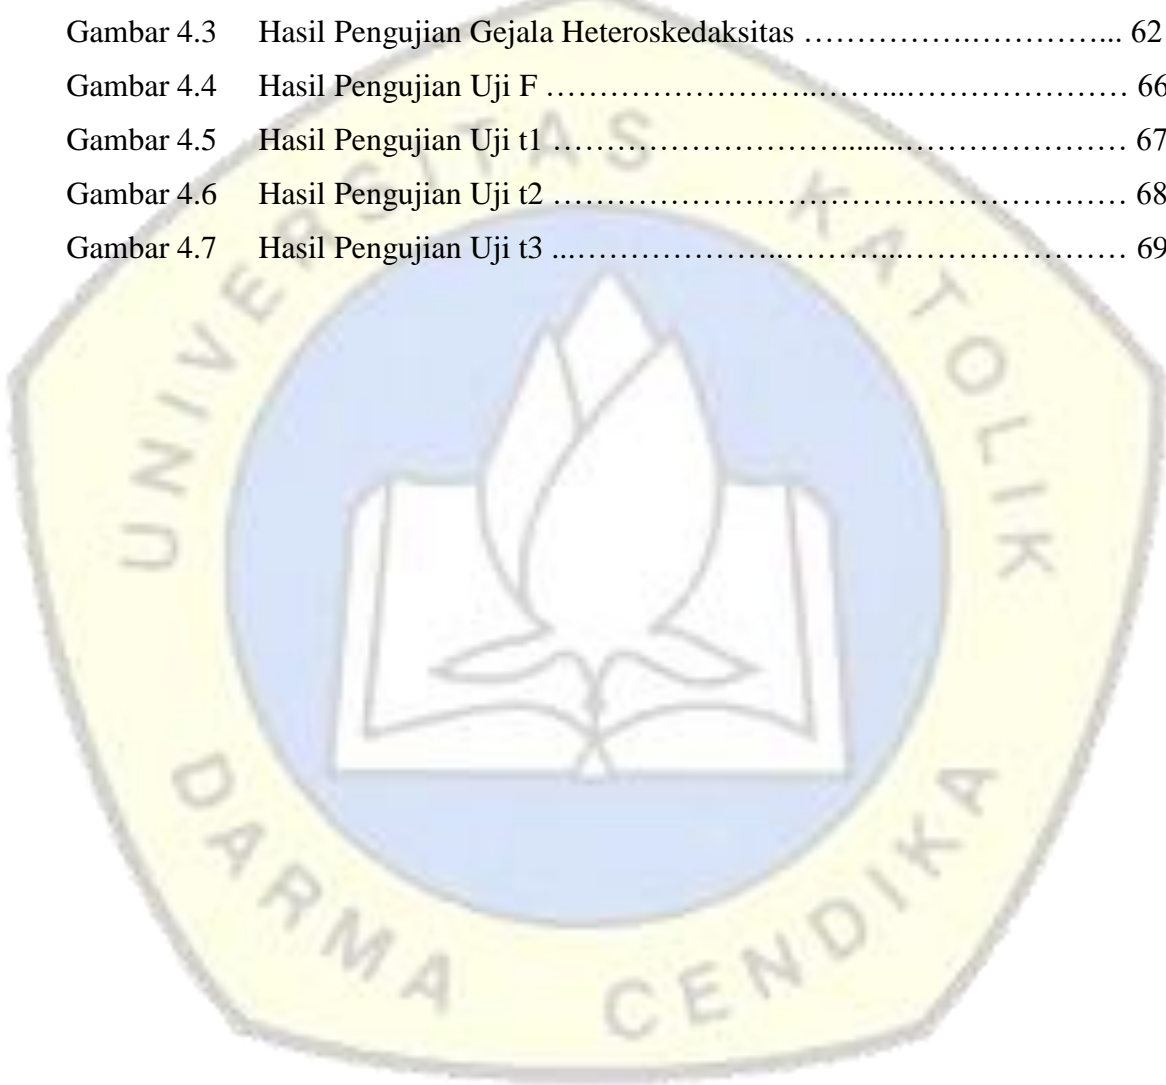 Gambar 4.3 Hasil Pengujian Gejala Heteroskedaksitas …………….…………... 62
Gambar 4.4 Hasil Pengujian Uji F …………………………...………………… 66
Gambar 4.5 Hasil Pengujian Uji t1 ……………………….......………………… 67
Gambar 4.6 Hasil Pengujian Uji t2 ……………………………………………… 68
Gambar 4.7 Hasil Pengujian Uji t3 ...………………..………...………………… 69
UNIVERSITAS KATOLIK
DARMA CENDIKA